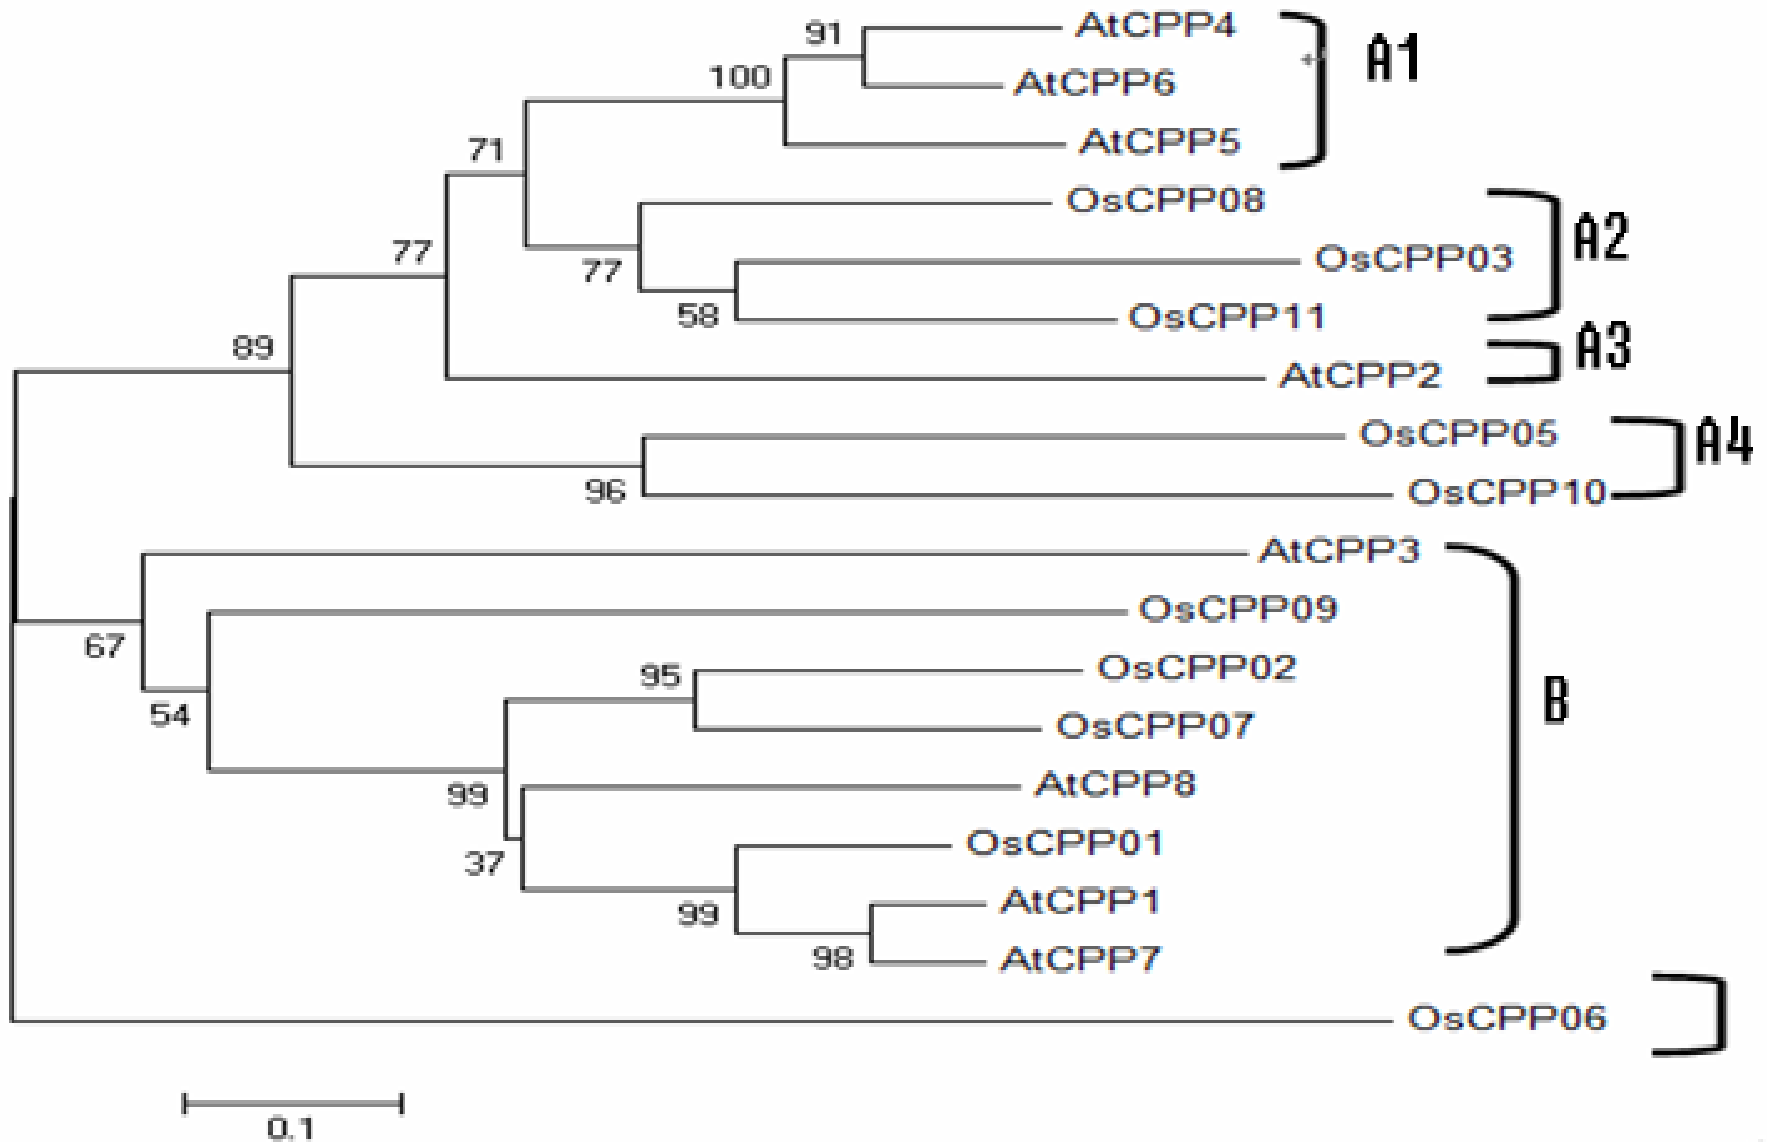 91 AtCPP4
A1
100 AtCPP6
AtCPP5
71
OsCPP08
A2
77 OsCPP03
77
58 OsCPP11
A3
89
AtCPP2
OsCPP05
A4
96 OsCPP10
AtCPP3
OsCPP09
67
95 OsCPP02
B
54
OsCPP07
AtCPP8
99
OsCPP01
37
AtCPP1
99
98 AtCPP7
OsCPP06
0.1